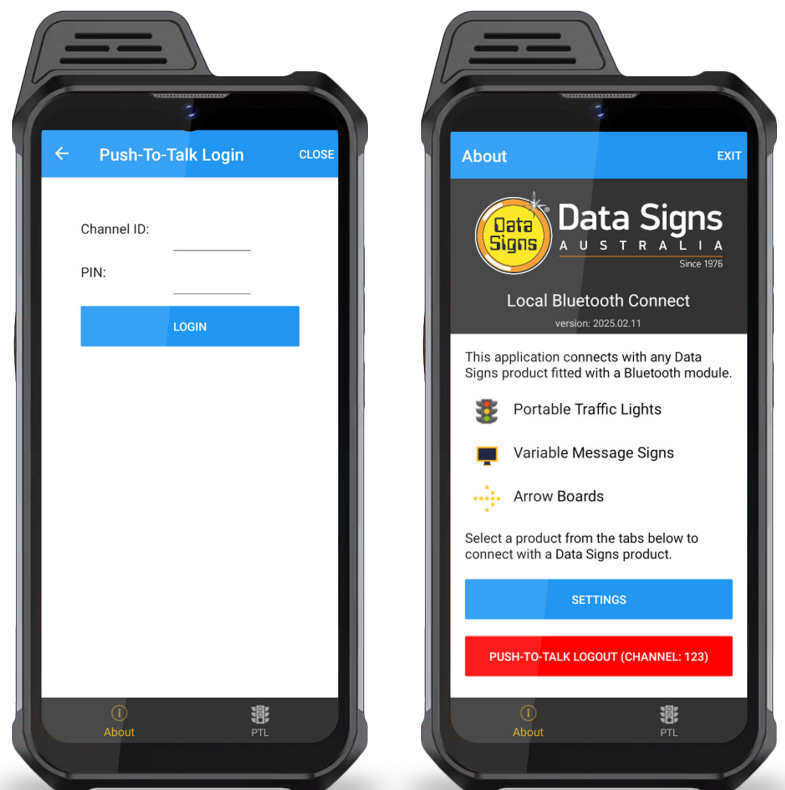 Push-To-Talk Login
CLOSE
Channel ID:
PIN:
LOGIN
About
PTL
About
EXIT
Data
Signs
Data Signs
AUSTRALIA
Since 1976
Local Bluetooth Connect
version: 2025.02.11
This application connects with any Data
Signs product fitted with a Bluetooth module.
Portable Traffic Lights
Variable Message Signs
Arrow Boards
Select a product from the tabs below to
connect with a Data Signs product.
SETTINGS
PUSH-TO-TALK LOGOUT (CHANNEL: 123)
About
PTL